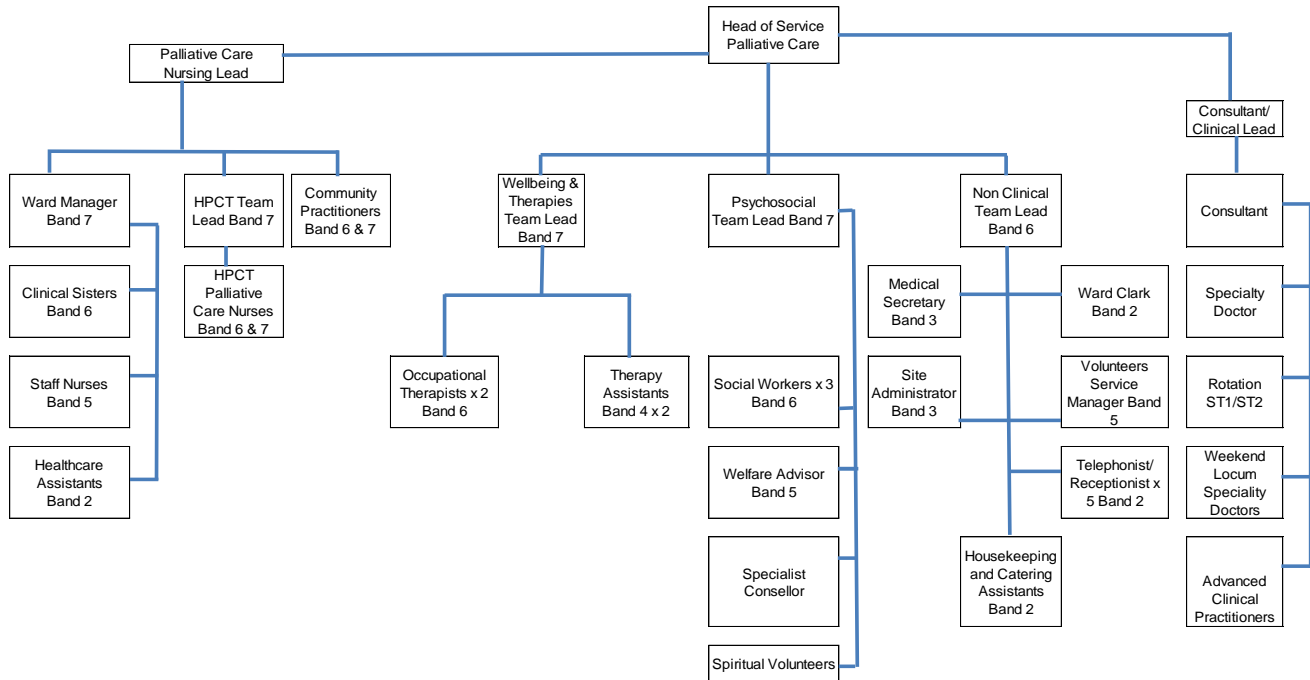 Head of Service
Palliative Care
Palliative Care
Nursing Lead
Consultant/
Clinical Lead
Ward Manager
Band 7
HPCT Team
Lead Band 7
Community
Practitioners
Band 6 & 7
Wellbeing &
Therapies
Team Lead
Band 7
Psychosocial
Team Lead Band 7
Non Clinical
Team Lead
Band 6
Consultant
Clinical Sisters
Band 6
HPCT
Palliative
Care Nurses
Band 6 & 7
Medical
Secretary
Band 3
Ward Clark
Band 2
Specialty
Doctor
Staff Nurses
Band 5
Occupational
Therapists x 2
Band 6
Therapy
Assistants
Band 4 x 2
Social Workers x 3
Band 6
Site
Administrator
Band 3
Volunteers
Service
Manager Band
5
Rotation
ST1/ST2
Healthcare
Assistants
Band 2
Welfare Advisor
Band 5
Telephonist/
Receptionist x
5 Band 2
Weekend
Locum
Speciality
Doctors
Specialist
Consellor
Housekeeping
and Catering
Assistants
Band 2
Advanced
Clinical
Practitioners
Spiritual Volunteers